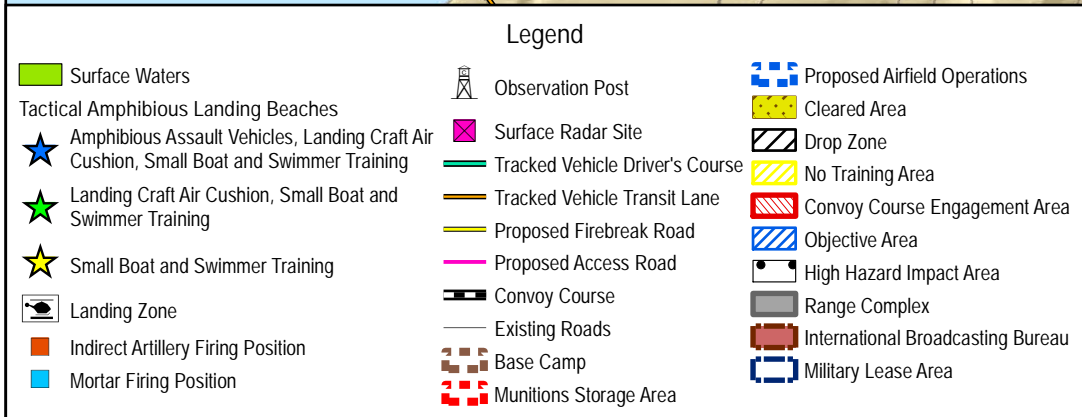 Legend
Surface Waters
Tactical Amphibious Landing Beaches
Amphibious Assault Vehicles, Landing Craft Air
Cushion, Small Boat and Swimmer Training
Landing Craft Air Cushion, Small Boat and
Swimmer Training
Small Boat and Swimmer Training
Landing Zone
Indirect Artillery Firing Position
Mortar Firing Position
Observation Post
Surface Radar Site
Tracked Vehicle Driver's Course
Tracked Vehicle Transit Lane
Proposed Firebreak Road
Proposed Access Road
Convoy Course
Existing Roads
Base Camp
Munitions Storage Area
Proposed Airfield Operations
Cleared Area
Drop Zone
No Training Area
Convoy Course Engagement Area
Objective Area
High Hazard Impact Area
Range Complex
International Broadcasting Bureau
Military Lease Area